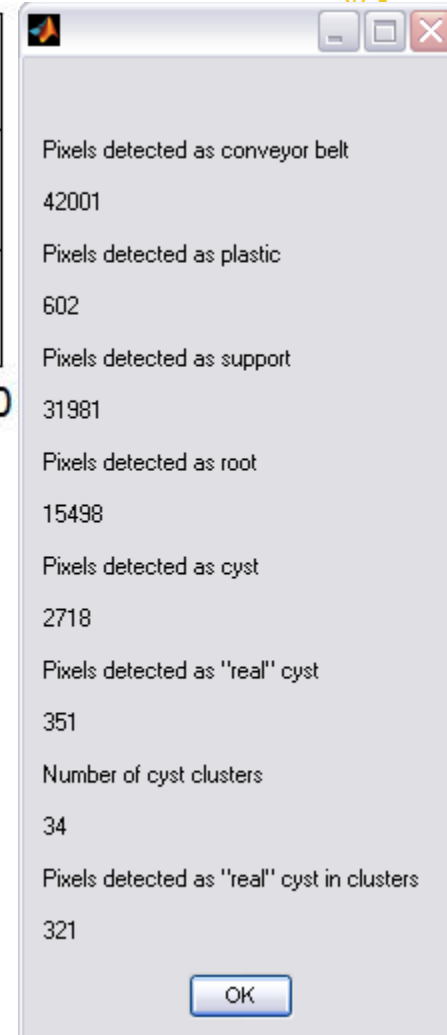 Pixels detected as conveyor belt
42001
Pixels detected as plastic
602
Pixels detected as support
31981
Pixels detected as root
15498
Pixels detected as cyst
2718
Pixels detected as "real" cyst
351
Number of cyst clusters
34
Pixels detected as "real" cyst in clusters
321
OK
0